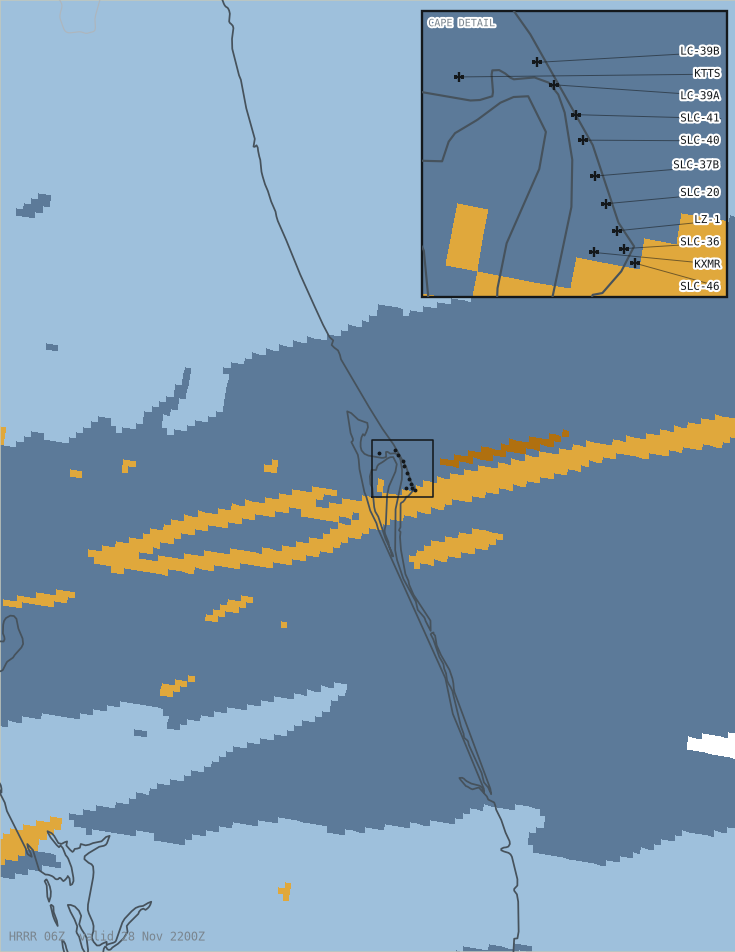 CAPE DETAIL
LC-39B
KTTS
LC-39A
SLC-41
SLC-40
SLC-37B
SLC-20
LZ-1
SLC-36
KXMR
SLC-46
HRRR 06Z  valid 28 Nov 2200Z